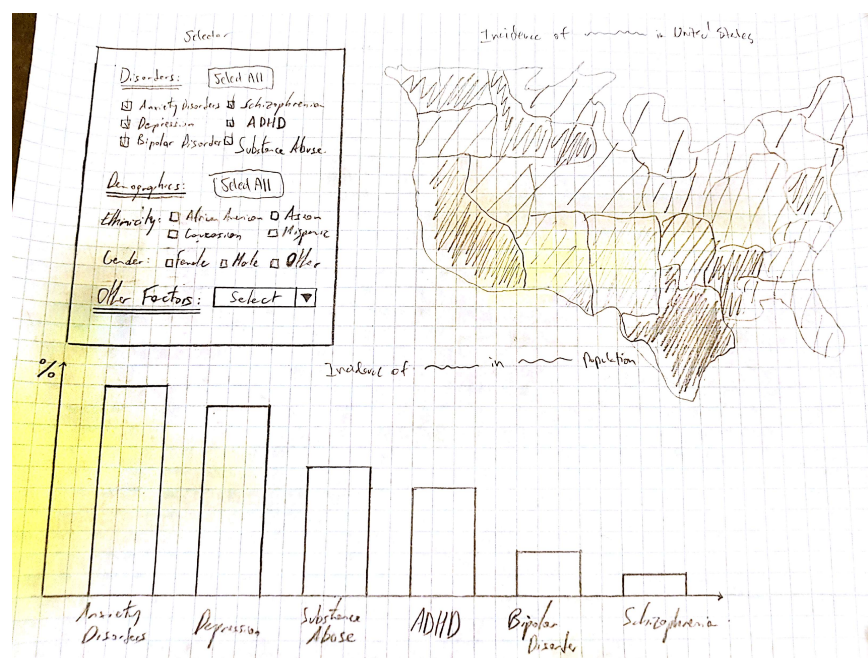 Selector
Disorders: Select All
Anxiety Disorders Schizophrenia
Depression ADHD
Bipolar Disorder Substance Abuse.
Demographics: Select All
Ethnicity: African American Asian
Caucasian Hispanic
Gender: Female Male Other
Other Factors: Select
Incidence of in United States
Incidence of in Population
%
Anxiety Disorders
Depression
Substance Abuse
ADHD
Bipolar Disorder
Schizophrenia